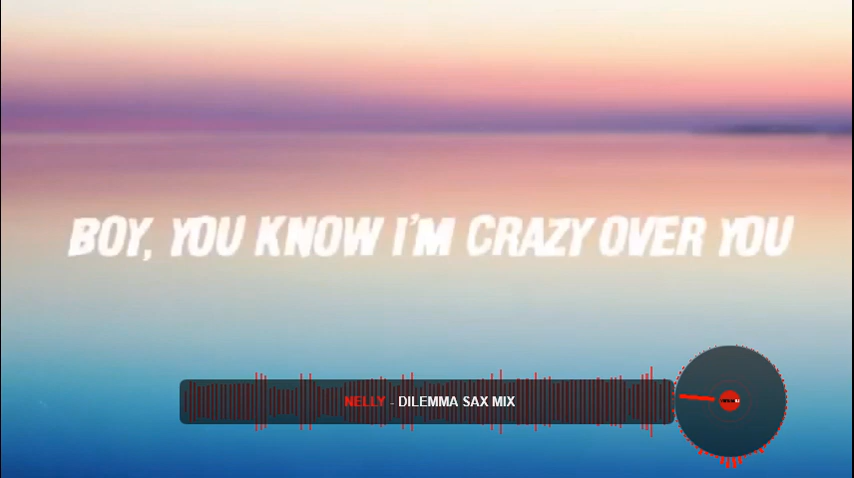 BOY, YOU KNOW I'M CRAZY OVER YOU
NELLY - DILEMMA SAX MIX